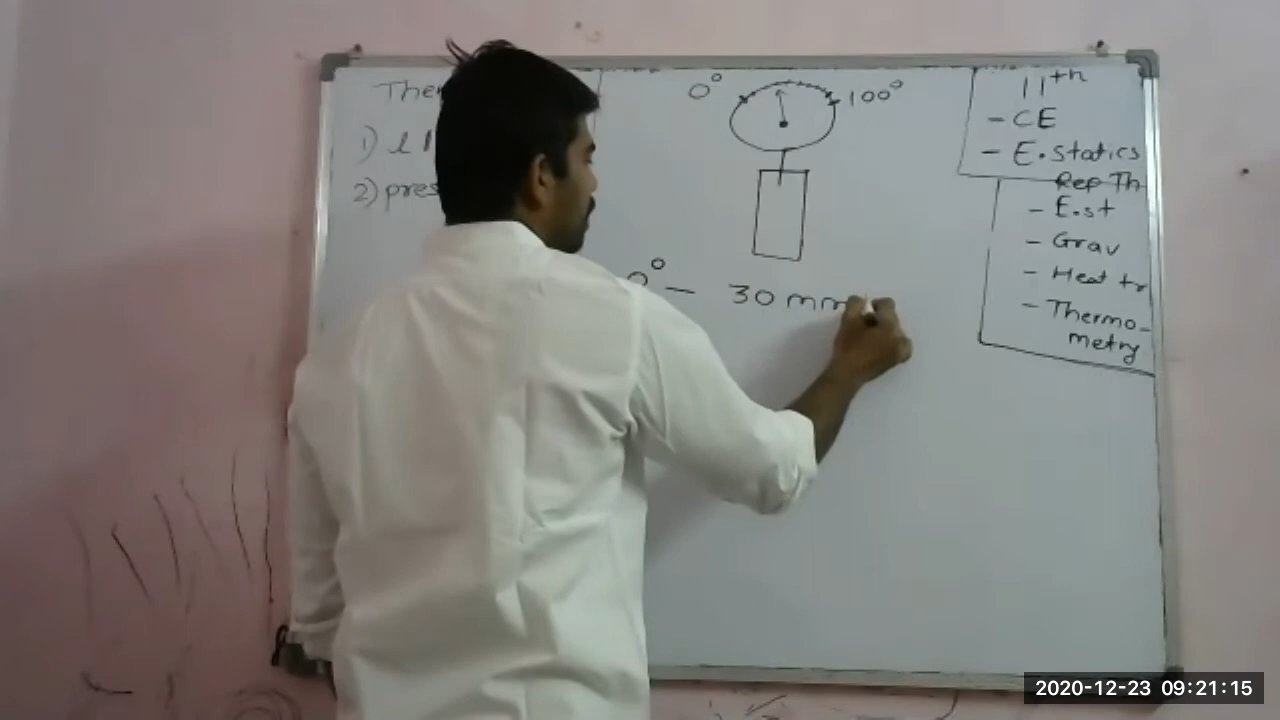 1) l
2) pres
0° 100°
0° — 30 mm
11th
- CE
- E.statics
Rep Th
- E.st
- Grav
- Heat tr
- Thermo-
metry
2020-12-23 09:21:15